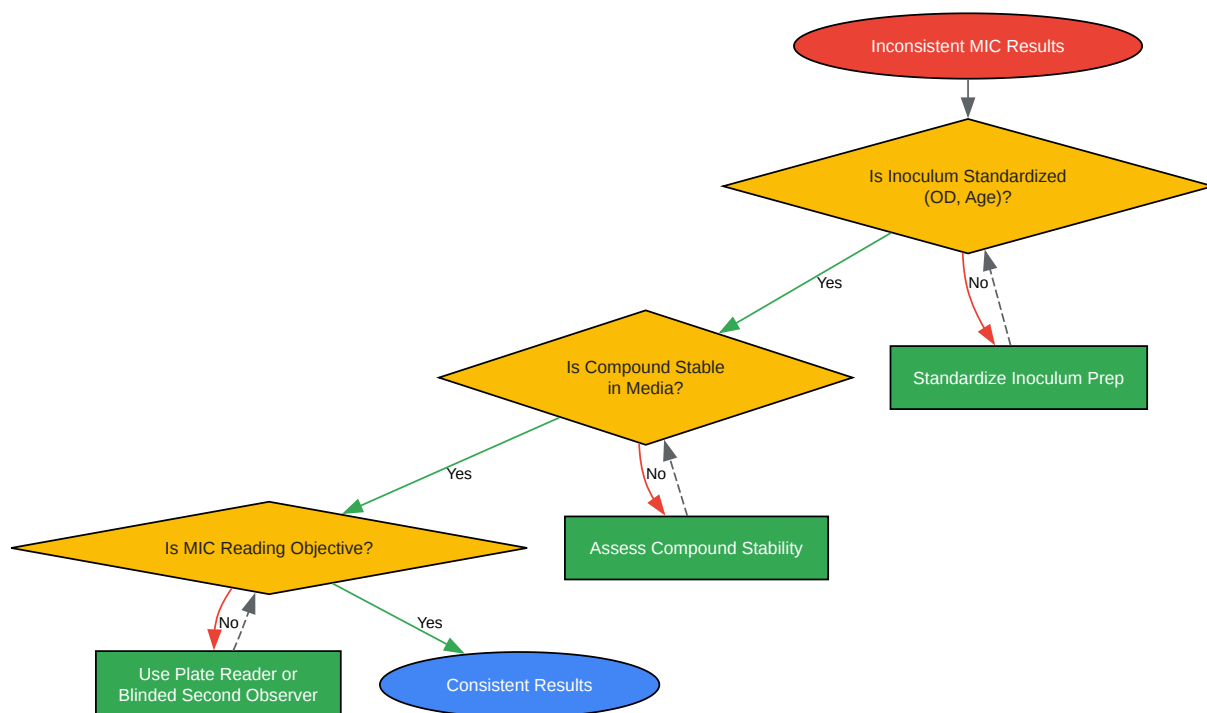 Inconsistent MIC Results
Is Inoculum Standardized
(OD, Age)?
Yes
No
Standardize Inoculum Prep
Is Compound Stable
in Media?
Yes
No
Assess Compound Stability
Is MIC Reading Objective?
No
Yes
Use Plate Reader or
Blinded Second Observer
Consistent Results